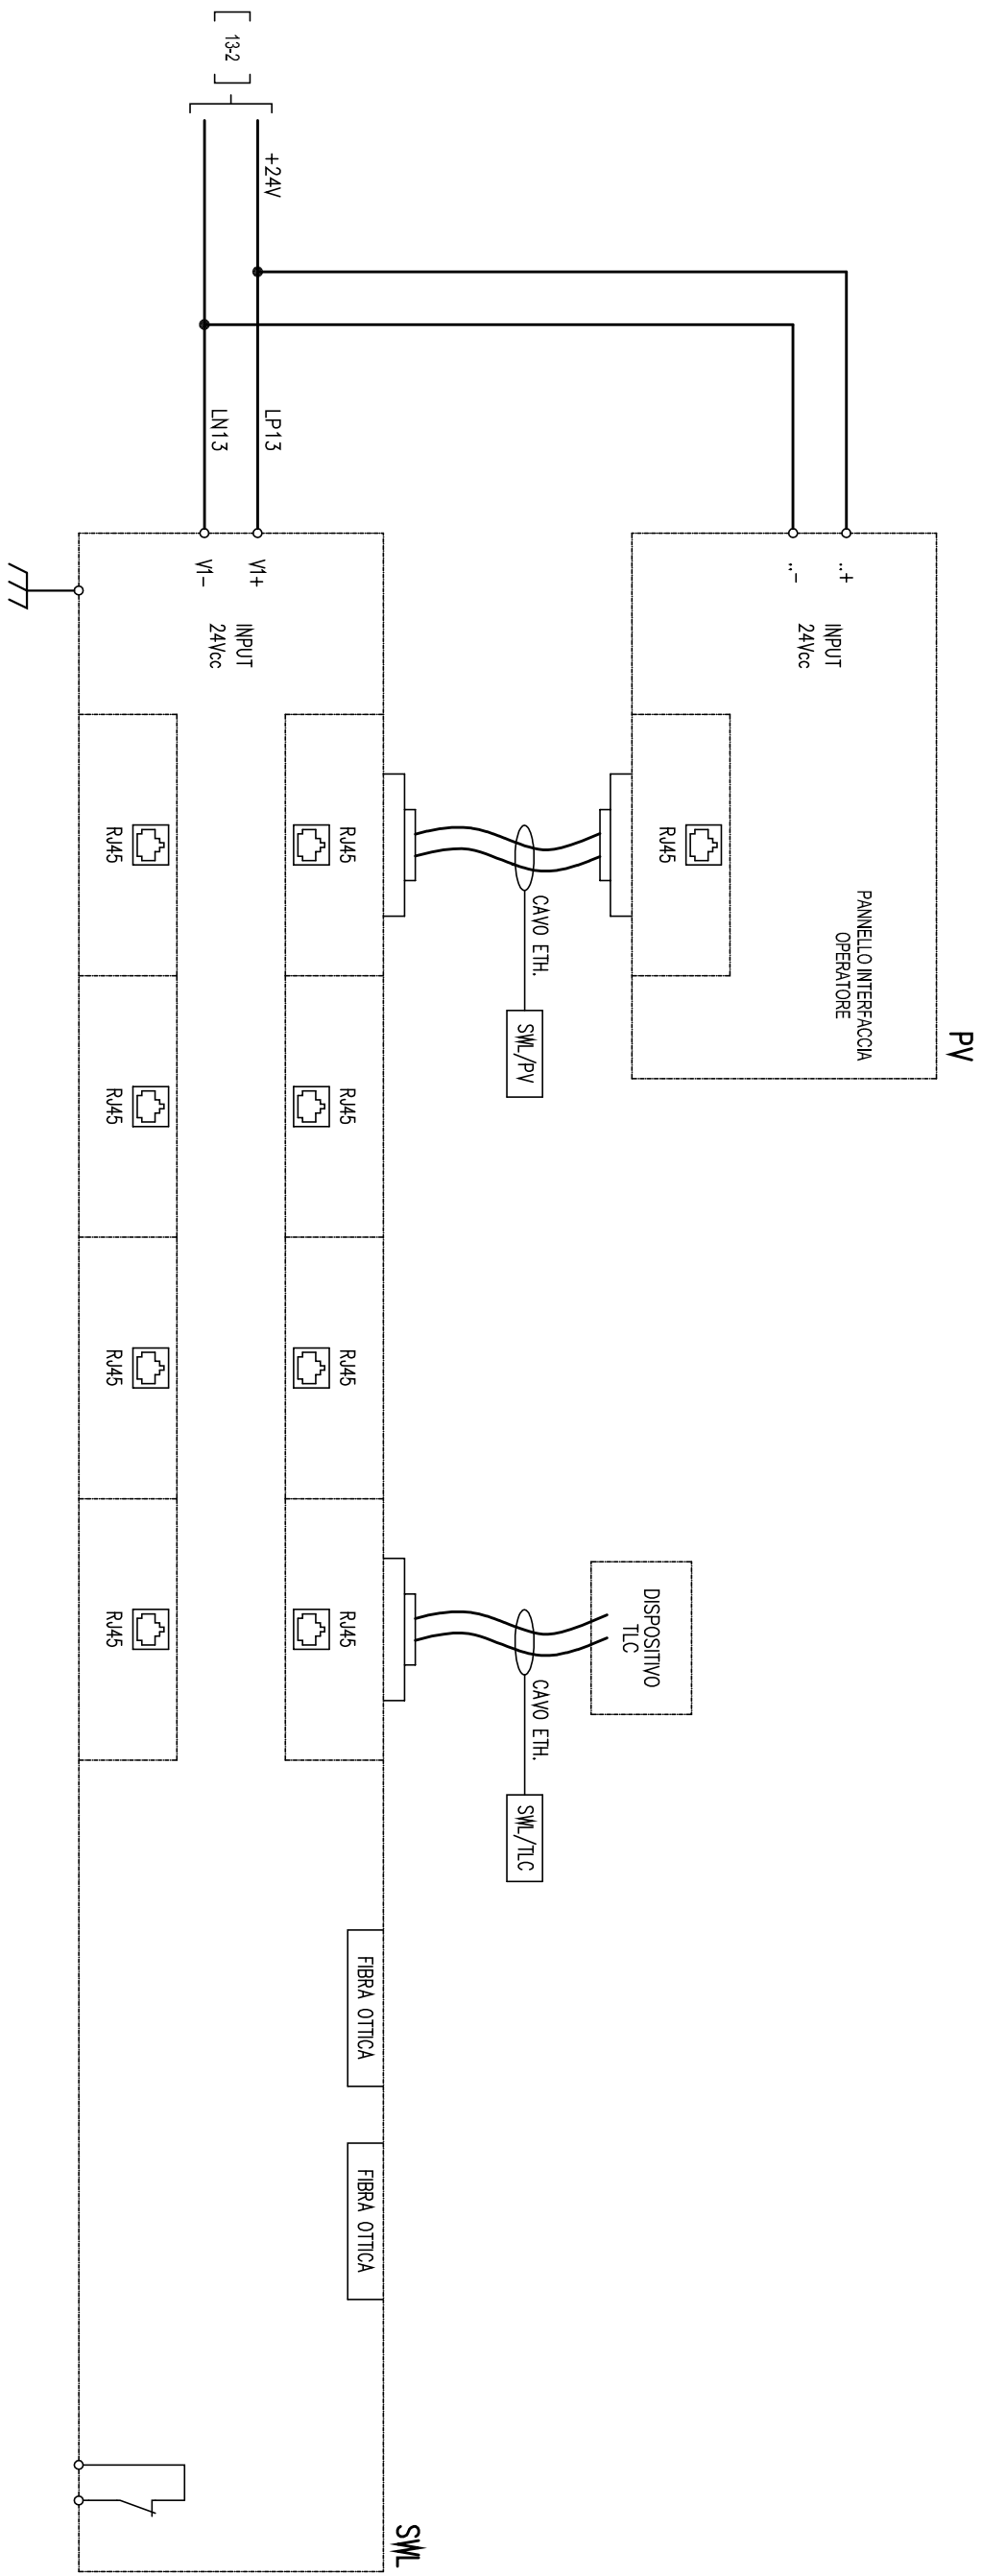 PV
PANNELLO INTERFACCIA
OPERATORE
..+
..-
INPUT
24Vcc
RJ45
DISPOSITIVO
TLC
CAVO ETH.
SWL/PV
CAVO ETH.
SWL/TLC
13-2
+24V
LP13
LN13
SWL
V1+
V1-
INPUT
24Vcc
RJ45
RJ45
RJ45
RJ45
FIBRA OTTICA
FIBRA OTTICA
RJ45
RJ45
RJ45
RJ45